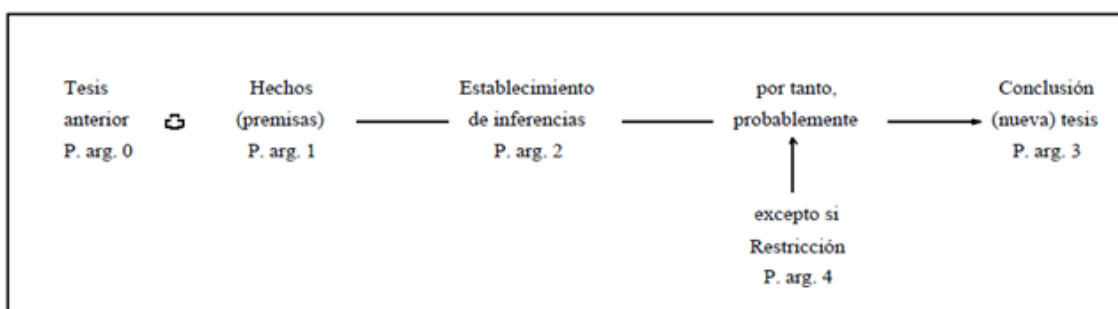 Tesis
anterior
P. arg. 0
Hechos
(premisas)
P. arg. 1
Establecimiento
de inferencias
P. arg. 2
por tanto,
probablemente
Conclusión
(nueva) tesis
P. arg. 3
excepto si
Restricción
P. arg. 4